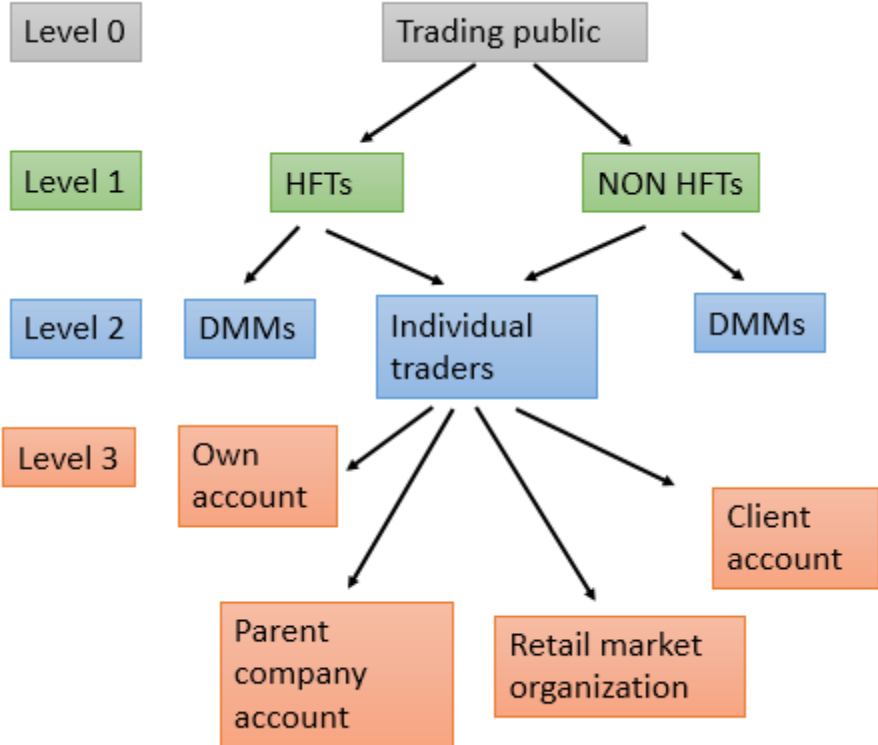 Level 0
Trading public
Level 1
HFTs
NON HFTs
Level 2
DMMs
Individual
traders
DMMs
Level 3
Own
account
Client
account
Parent
company
account
Retail market
organization